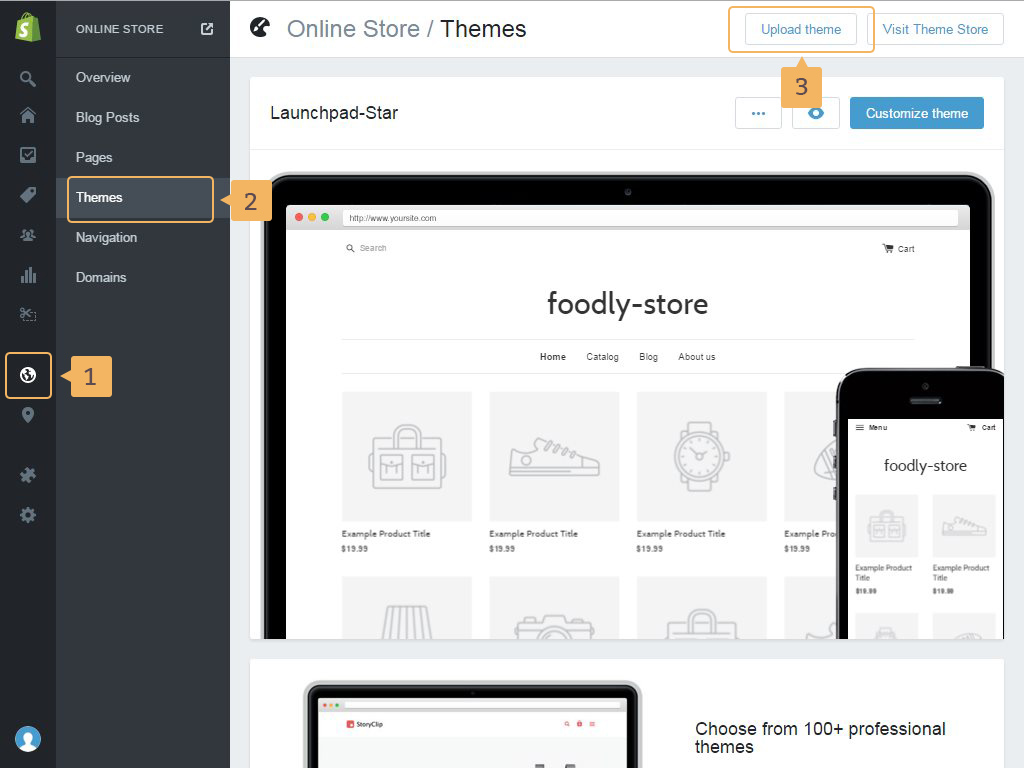 ONLINE STORE
Overview
Blog Posts
Pages
Themes
Navigation
Domains
1
2
3
Online Store / Themes
Upload theme
Visit Theme Store
Launchpad-Star
...
Customize theme
http://www.yoursite.com
Search
Cart
foodly-store
Home Catalog Blog About us
Example Product Title
$19.99
Example Product Title
$19.99
Example Product Title
$19.99
Example Pro
$19.99
Menu
Cart
foodly-store
Example Product
Title
$19.99
Example Product
Title
$19.99
StoryClip
Choose from 100+ professional
themes